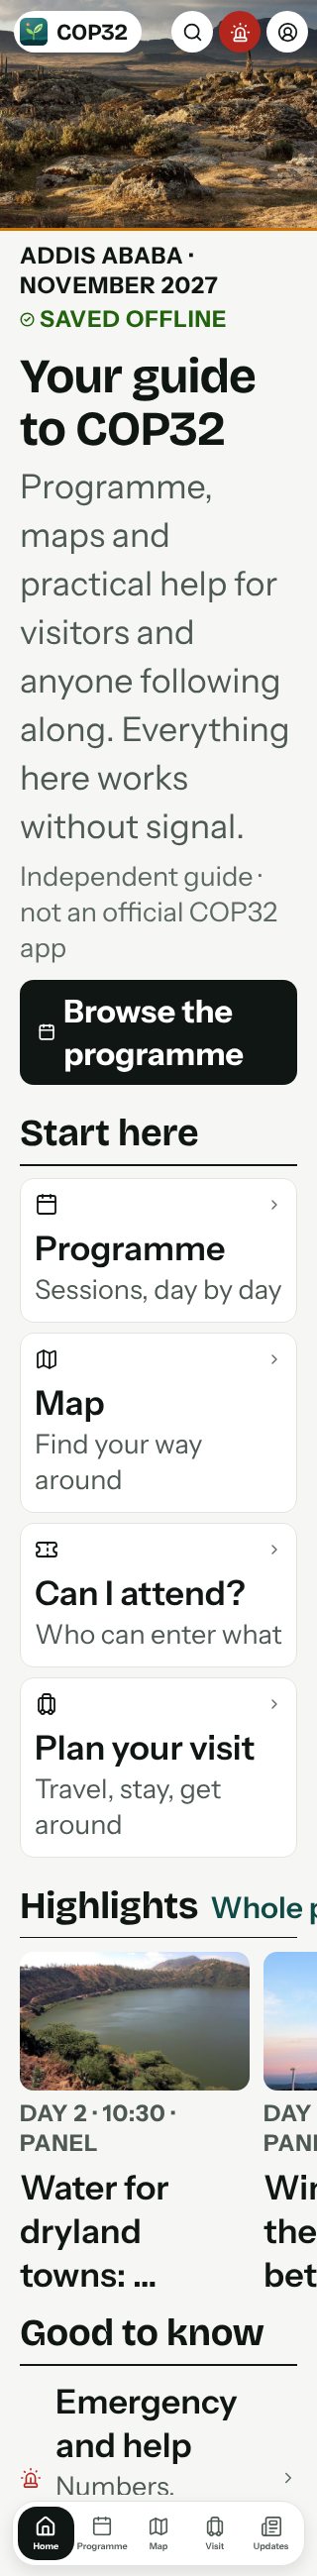 COP32
ADDIS ABABA ·
NOVEMBER 2027
SAVED OFFLINE
Your guide
to COP32
Programme,
maps and
practical help for
visitors and
anyone following
along. Everything
here works
without signal.
Independent guide ·
not an official COP32
app
Browse the
programme
Start here
Programme
Sessions, day by day
Map
Find your way
around
Can I attend?
Who can enter what
Plan your visit
Travel, stay, get
around
Highlights
Whole
DAY 2 · 10:30 ·
PANEL
Water for
dryland
towns: ...
DAY
the
Good to know
Emergency
and help
Numbers,
Home
Programme
Map
Visit
Updates